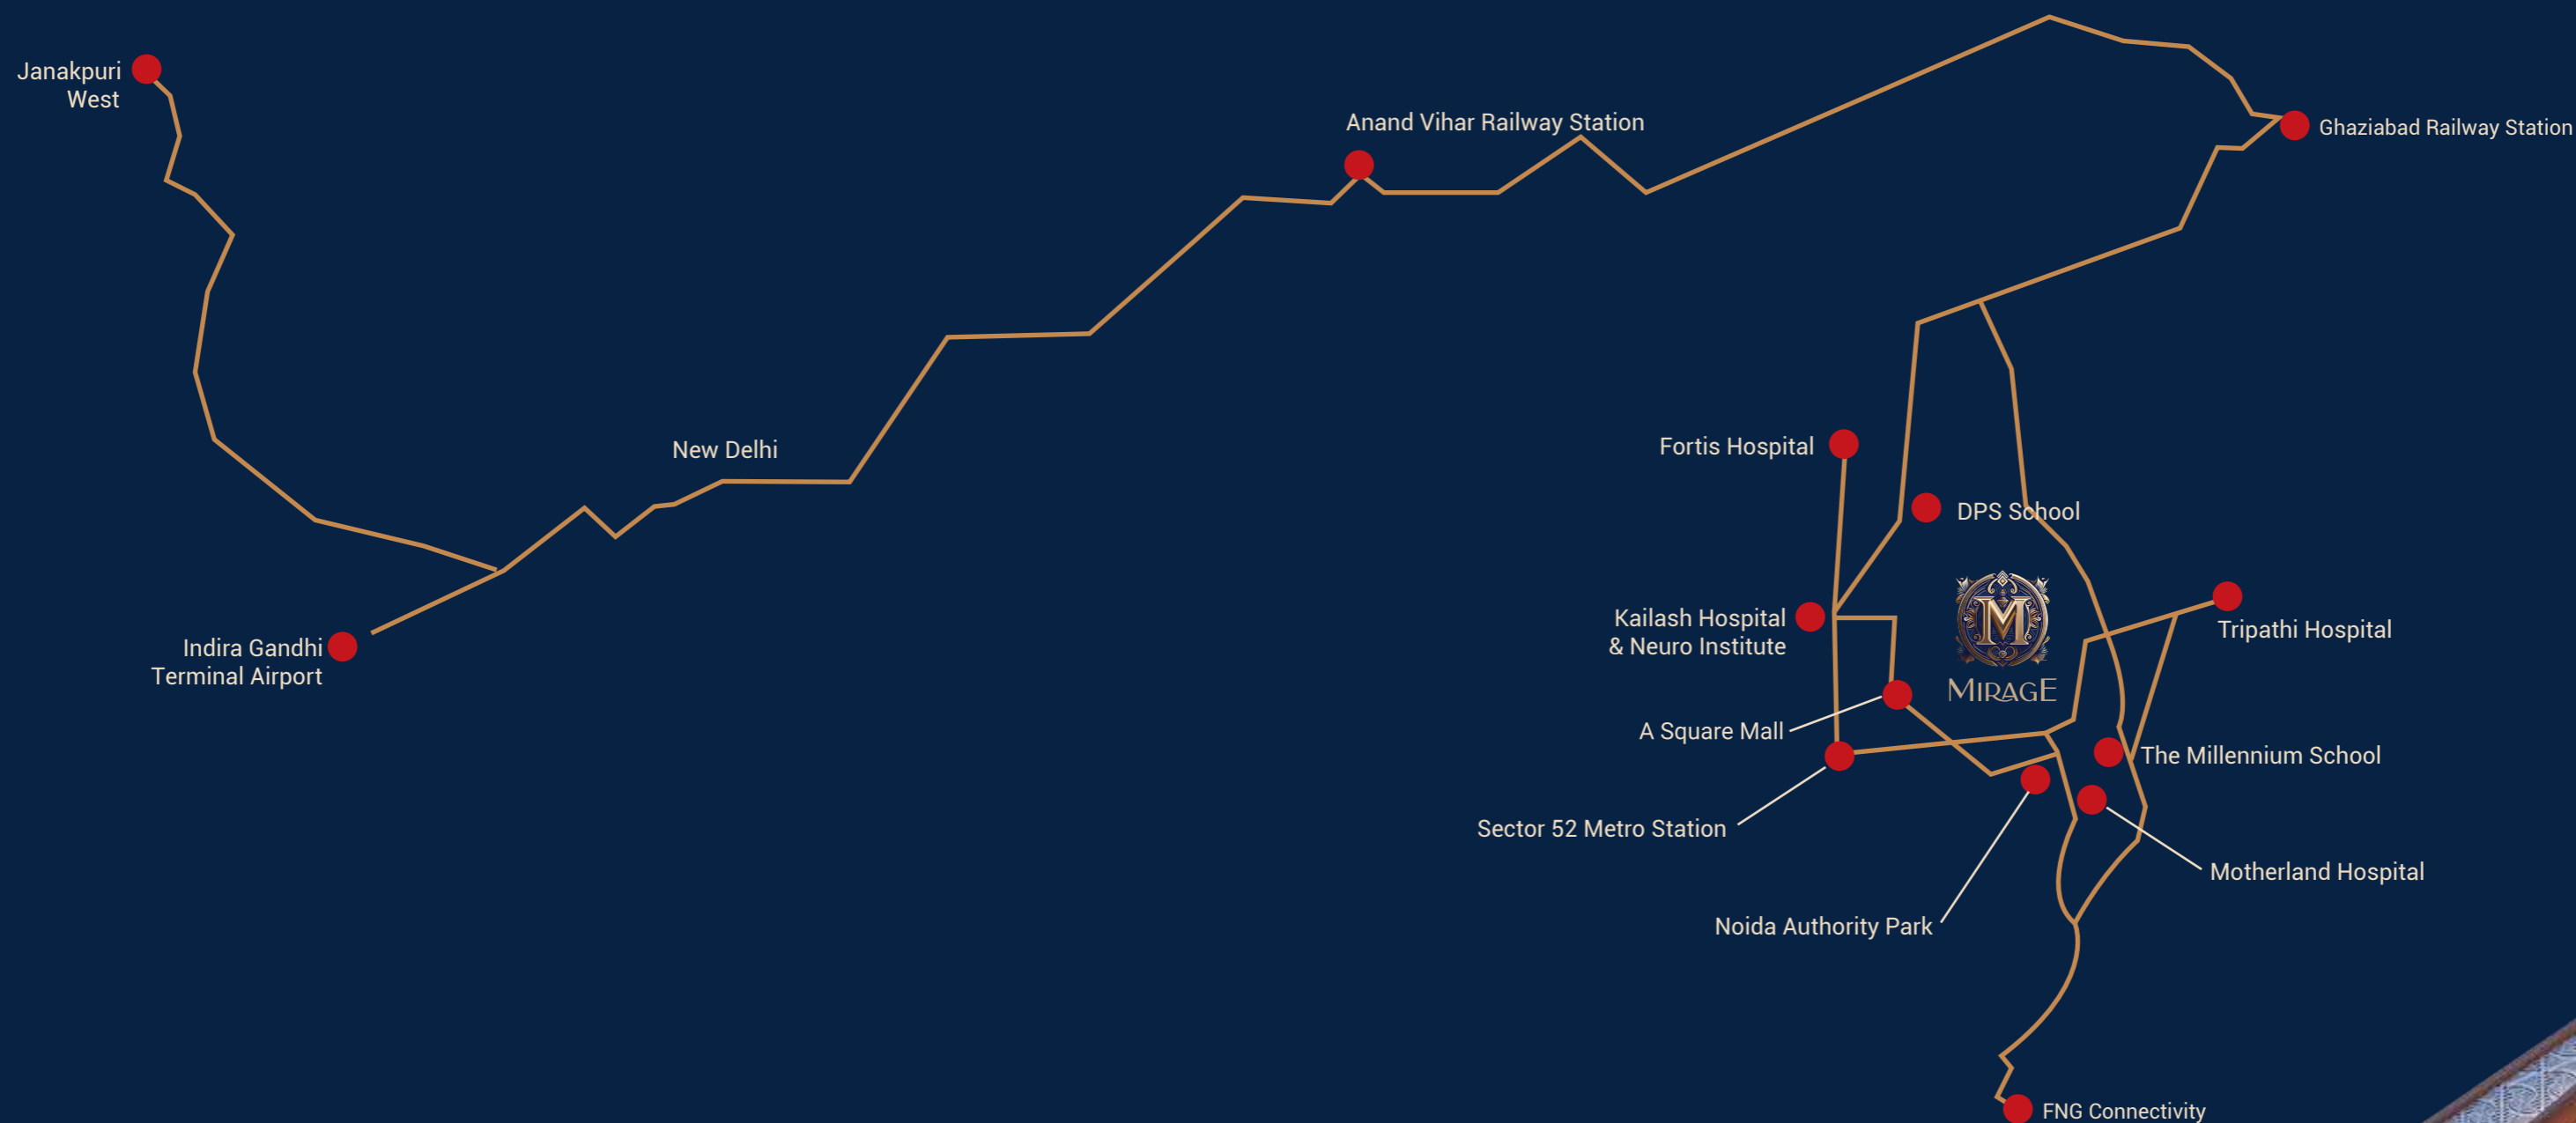 Janakpuri
West
Anand Vihar Railway Station
Ghaziabad Railway Station
New Delhi
Fortis Hospital
DPS School
Kailash Hospital
& Neuro Institute
M
MIRAGE
Tripathi Hospital
Indira Gandhi
Terminal Airport
A Square Mall
The Millennium School
Sector 52 Metro Station
Motherland Hospital
Noida Authority Park
FNG Connectivity